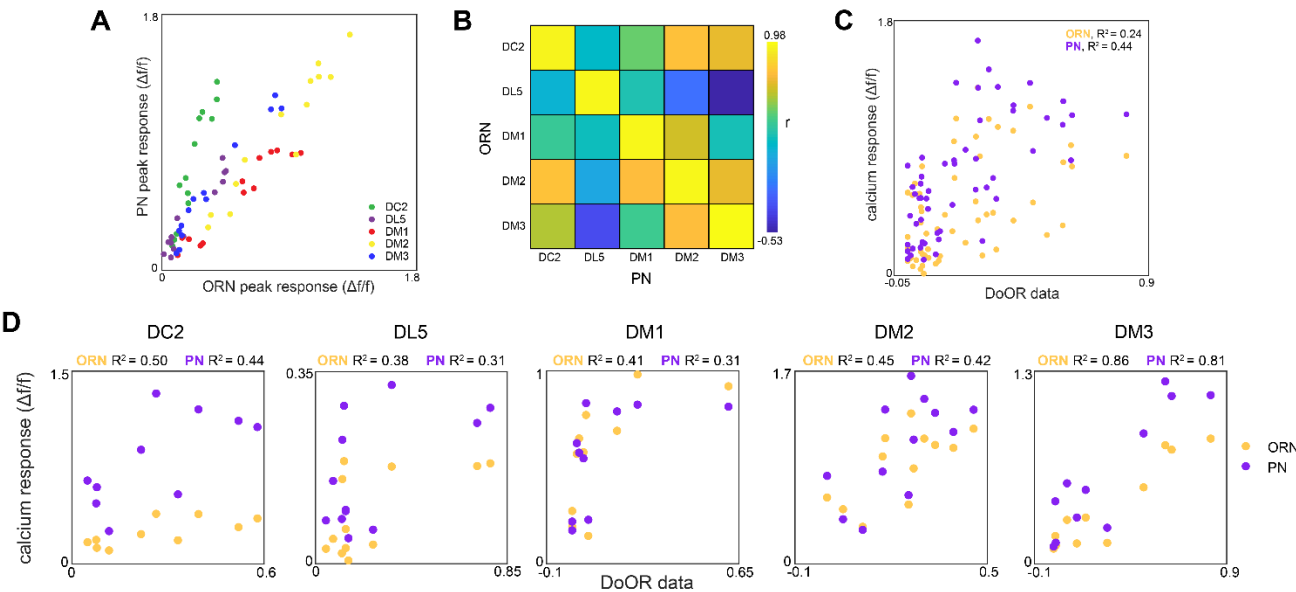 A
1.8
PN peak response (Δf/f)
0
0
ORN peak response (Δf/f)
1.8
DC2
DL5
DM1
DM2
DM3
B
ORN
DC2
DL5
DM1
DM2
DM3
DC2 DL5 DM1 DM2 DM3
PN
0.98
r
-0.53
C
1.8
ORN, R² = 0.24
PN, R² = 0.44
calcium response (Δf/f)
0
-0.05
DoOR data
0.9
D
calcium response (Δf/f)
DC2
ORN R² = 0.50 PN R² = 0.44
1.5
0
0
0.6
DL5
ORN R² = 0.38 PN R² = 0.31
0.35
0
0
0.85
DM1
ORN R² = 0.41 PN R² = 0.31
1
0
-0.1
0.65
DoOR data
DM2
ORN R² = 0.45 PN R² = 0.42
1.7
0
-0.1
0.5
DM3
ORN R² = 0.86 PN R² = 0.81
1.3
0
-0.1
0.9
ORN
PN